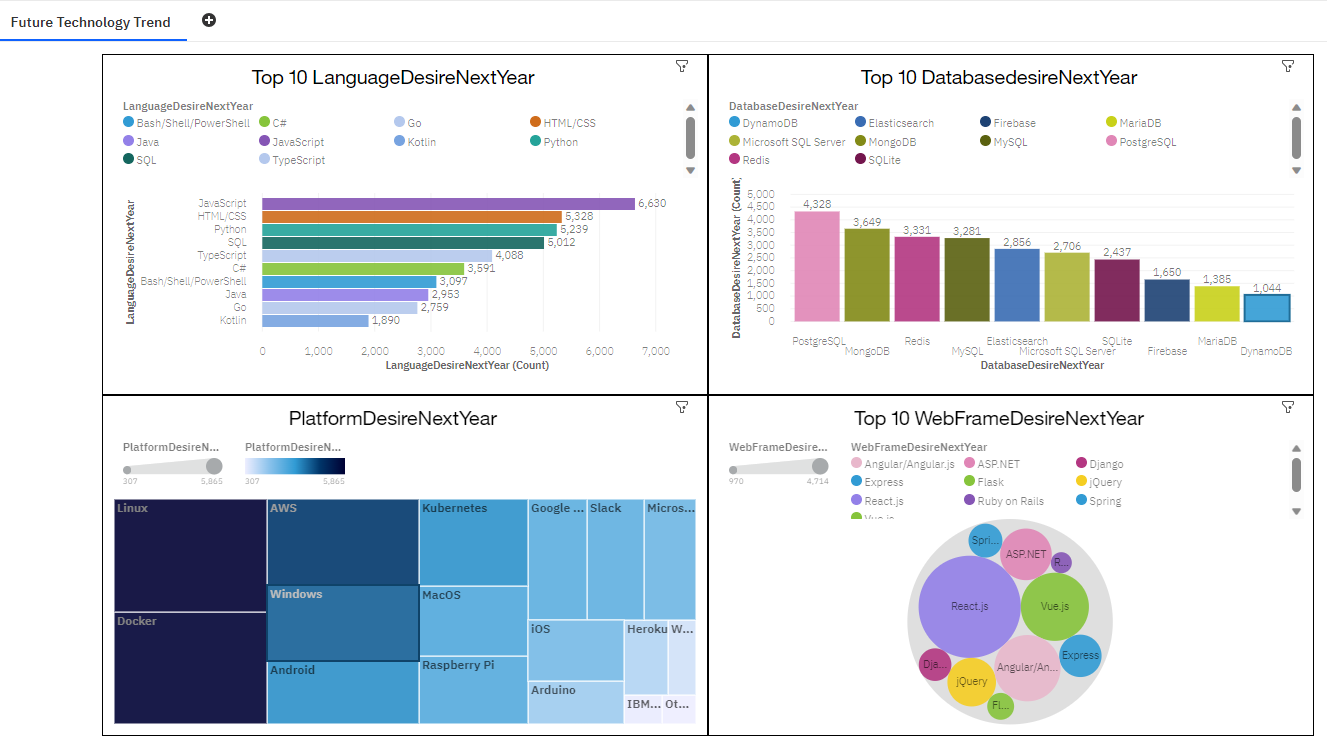 Future Technology Trend
Top 10 LanguageDesireNextYear
LanguageDesireNextYear
Bash/Shell/PowerShell C# Go HTML/CSS
Java JavaScript Kotlin Python
SQL TypeScript
LanguageDesireNextYear
JavaScript 6,630
HTML/CSS 5,328
Python 5,239
SQL 5,012
TypeScript 4,088
C# 3,591
Bash/Shell/PowerShell 3,097
Java 2,953
Go 2,759
Kotlin 1,890
0 1,000 2,000 3,000 4,000 5,000 6,000 7,000
LanguageDesireNextYear (Count)
Top 10 DatabasedesireNextYear
DatabaseDesireNextYear
DynamoDB Elasticsearch Firebase MariaDB
Microsoft SQL Server MongoDB MySQL PostgreSQL
Redis SQLite
DatabaseDesireNextYear (Count)
5,000
4,500
4,000
3,500
3,000
2,500
2,000
1,500
1,000
500
0
4,328 3,649 3,331 3,281 2,856 2,706 2,437 1,650 1,385 1,044
PostgreSQL MongoDB Redis MySQL Elasticsearch Microsoft SQL Server SQLite Firebase MariaDB DynamoDB
DatabaseDesireNextYear
PlatformDesireNextYear
PlatformDesireN... PlatformDesireN...
307 5,865 307 5,865
Linux AWS Kubernetes Google ... Slack Micros...
Windows MacOS
Docker iOS Heroku W...
Android Raspberry Pi
Arduino IBM... Ot...
Top 10 WebFrameDesireNextYear
WebFrameDesire... WebFrameDesireNextYear
970 4,714
Angular/Angular.js ASP.NET Django
Express Flask jQuery
React.js Ruby on Rails Spring
Vue.js
Spri...
ASP.NET
R...
React.js Vue.js
Express
Dja... Angular/An...
jQuery
Fl...